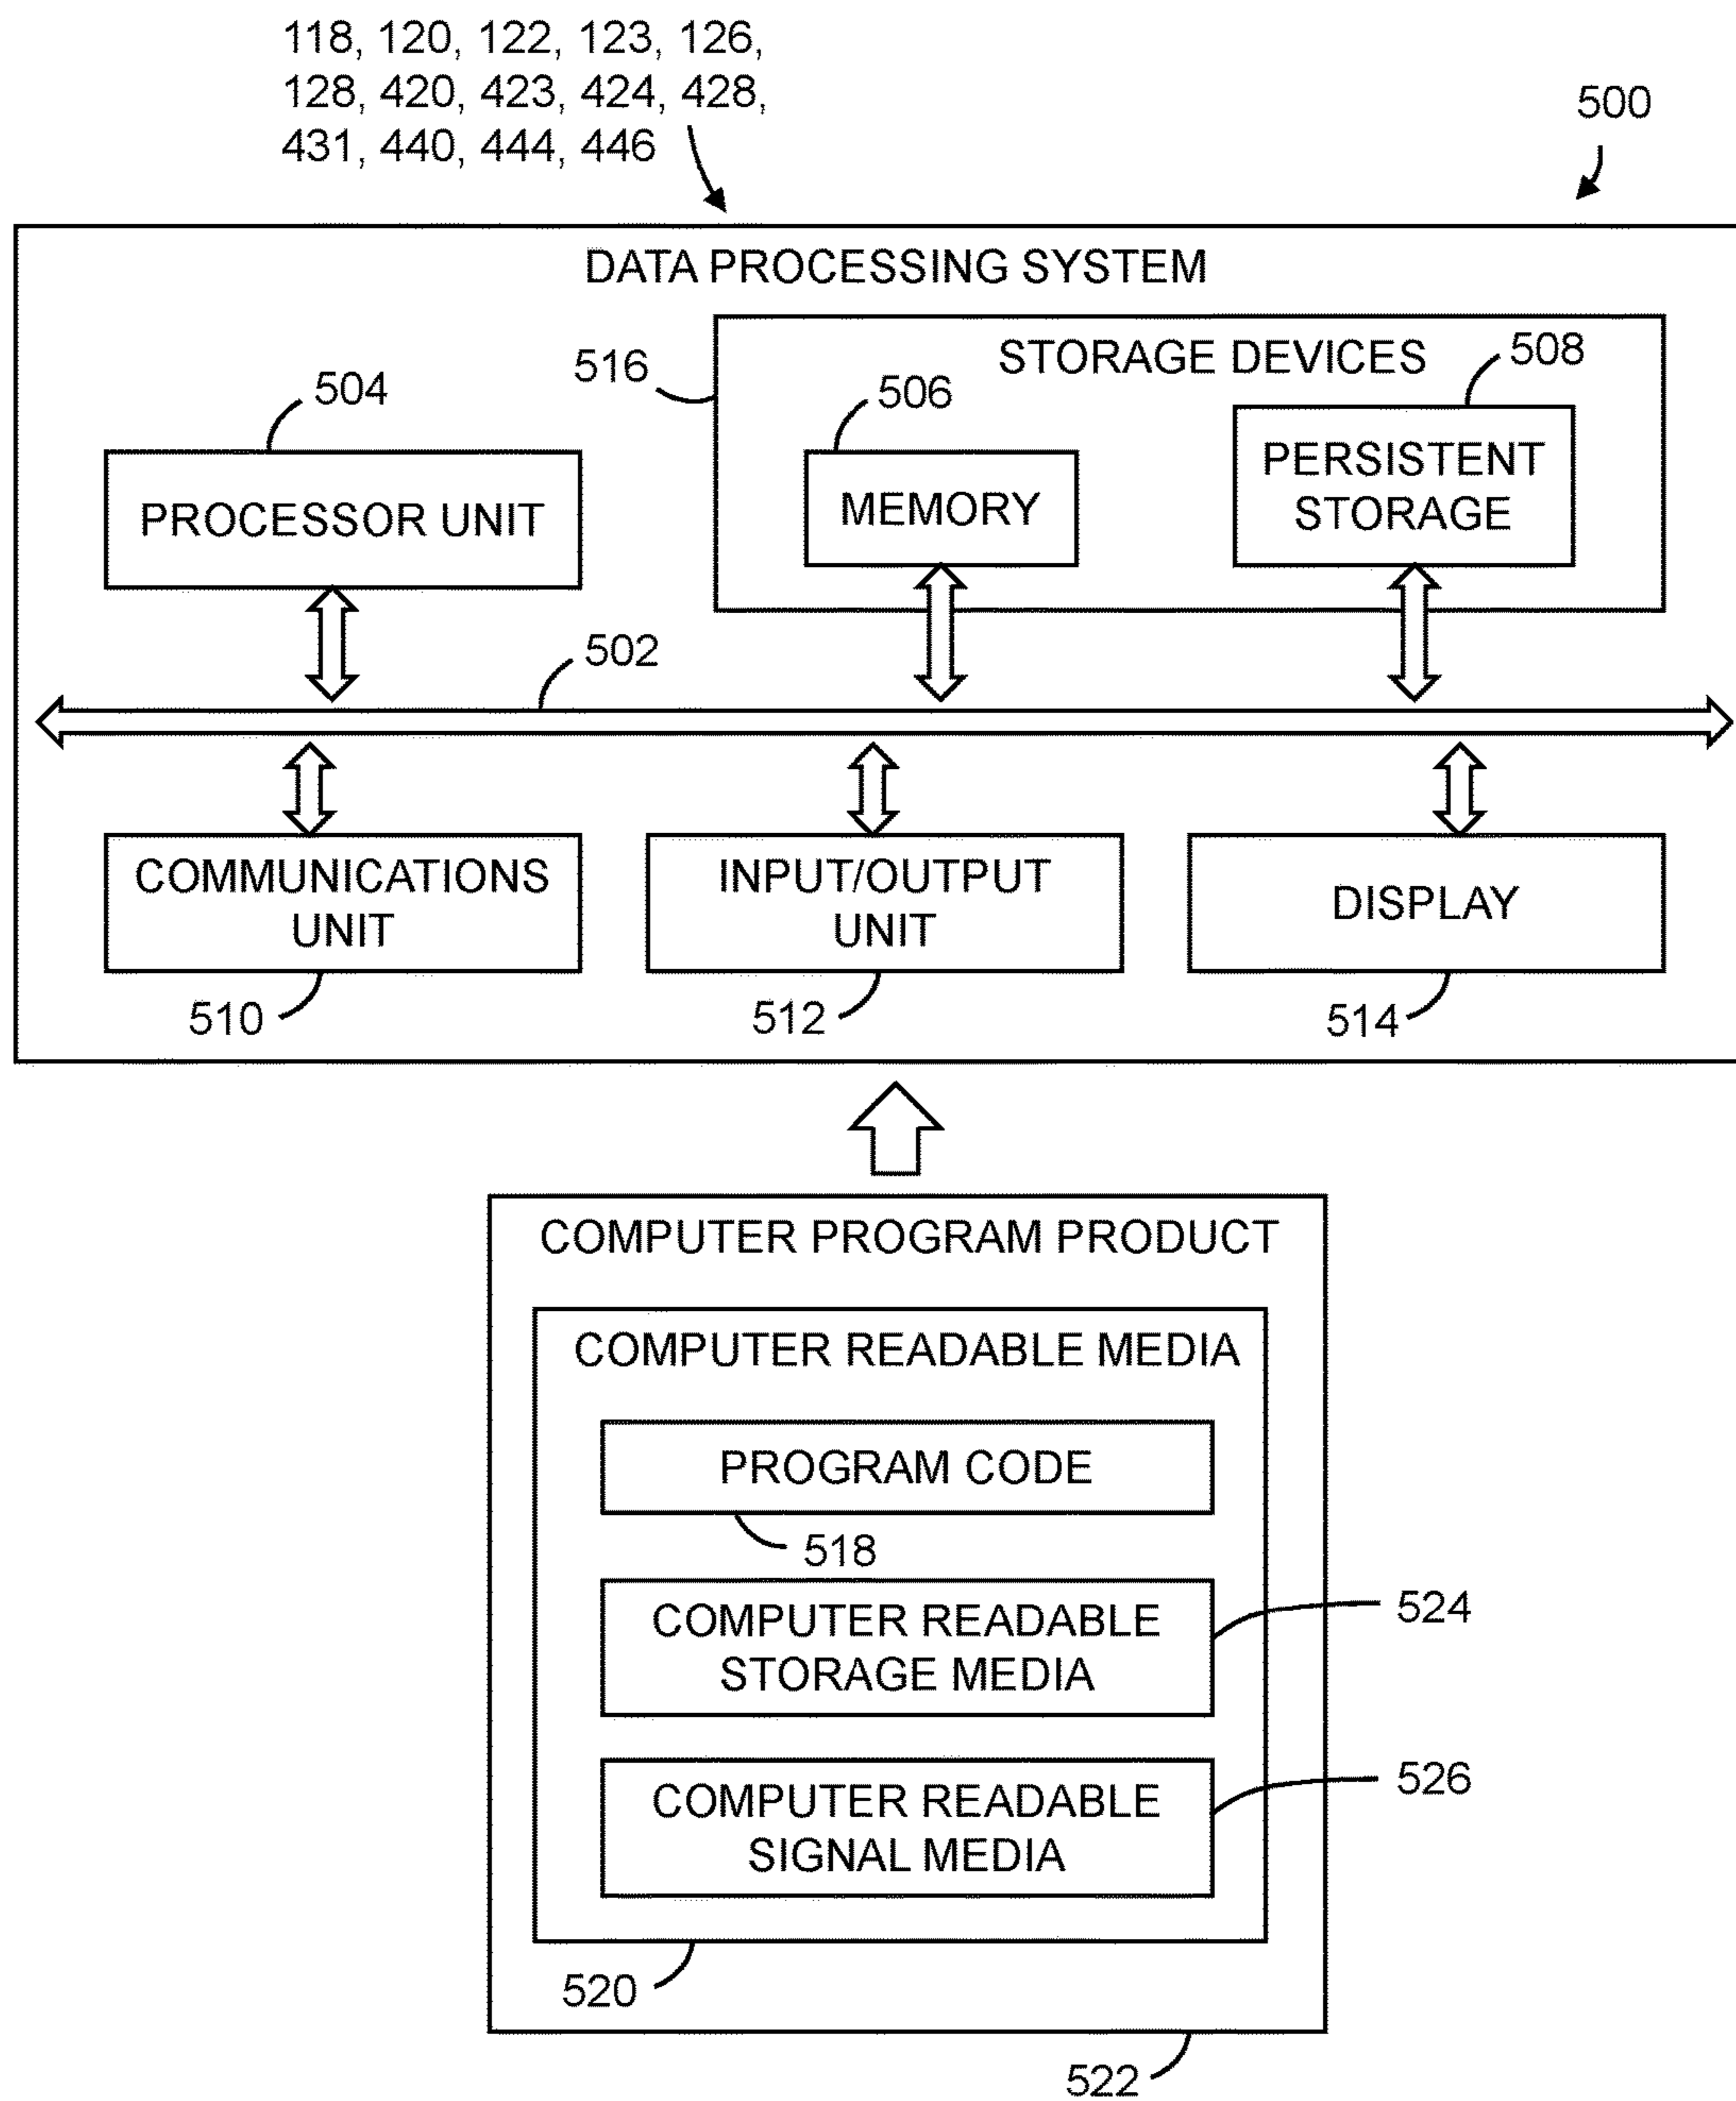 118, 120, 122, 123, 126,
128, 420, 423, 424, 428,
431, 440, 444, 446
500
DATA PROCESSING SYSTEM
STORAGE DEVICES
508
516
504
506
PERSISTENT
STORAGE
PROCESSOR UNIT
MEMORY
502
COMMUNICATIONS
UNIT
INPUT/OUTPUT
UNIT
DISPLAY
510
512
514
COMPUTER PROGRAM PRODUCT
COMPUTER READABLE MEDIA
PROGRAM CODE
518
COMPUTER READABLE
STORAGE MEDIA
524
COMPUTER READABLE
SIGNAL MEDIA
526
520
522